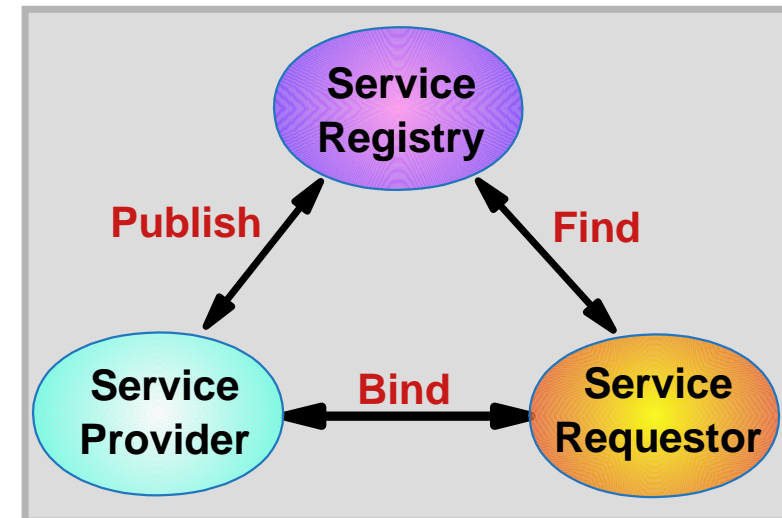 Service
Registry
Publish
Find
Service
Provider
Bind
Service
Requestor